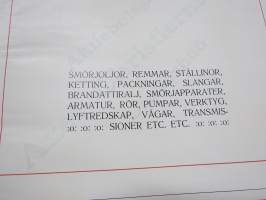 SMÖRJOLJOR, REMMAR, STÅLLINOR,
KETTING, PACKNINGAR, SLANGAR,
BRANDATTIRALJ, SMÖRJAPPARATER,
ARMATUR, RÖR, PUMPAR, VERKTYG,
LYFTREDSKAP, VÅGAR, TRANSMIS-
:o: :o: :o: SIONER ETC. ETC. :o: :o: :o: